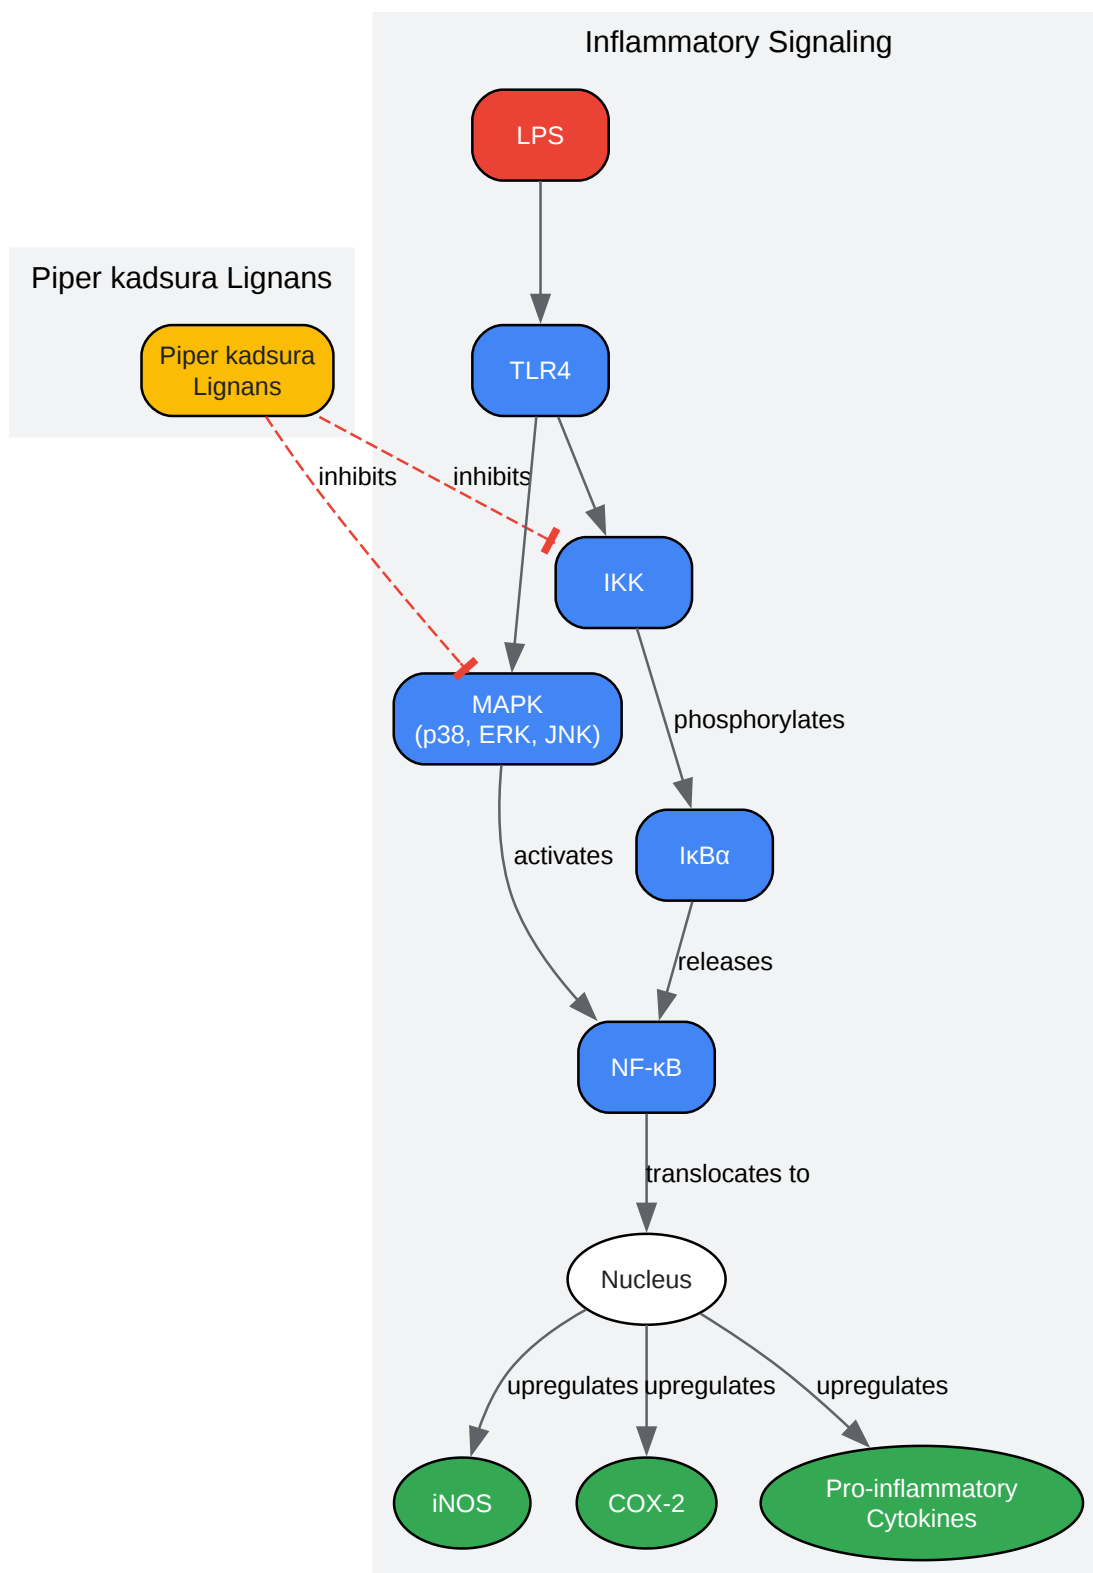 Inflammatory Signaling
LPS
Piper kadsura Lignans
Piper kadsura
Lignans
TLR4
inhibits
inhibits
IKK
MAPK
(p38, ERK, JNK)
phosphorylates
activates
IκBα
releases
NF-κB
translocates to
Nucleus
upregulates
upregulates
upregulates
iNOS
COX-2
Pro-inflammatory
Cytokines